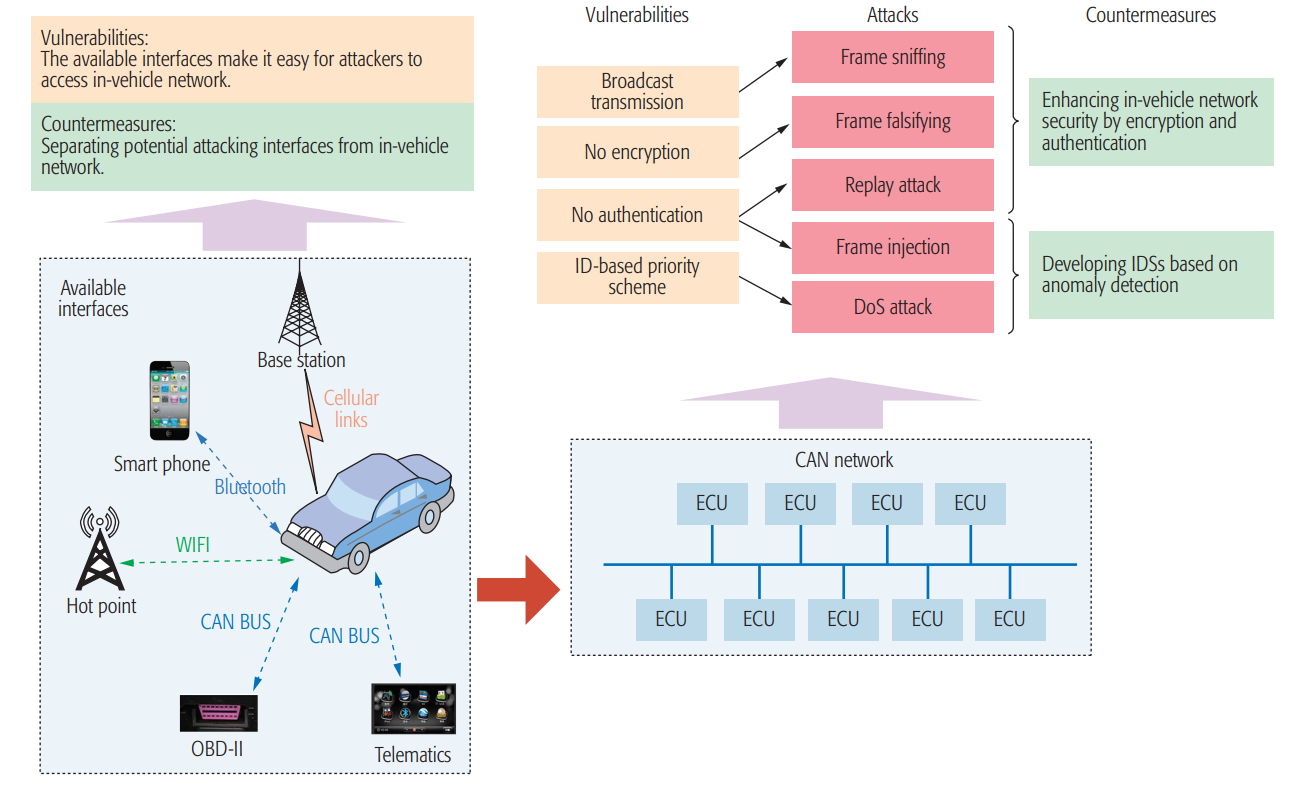 Vulnerabilities:
The available interfaces make it easy for attackers to
access in-vehicle network.
Countermeasures:
Separating potential attacking interfaces from in-vehicle
network.
Available
interfaces
Base station
Cellular
links
Smart phone
Bluetooth
WIFI
Hot point
CAN BUS
CAN BUS
OBD-II
Telematics
Vulnerabilities
Attacks
Countermeasures
Broadcast
transmission
No encryption
No authentication
ID-based priority
scheme
Frame sniffing
Frame falsifying
Replay attack
Frame injection
DoS attack
Enhancing in-vehicle network
security by encryption and
authentication
Developing IDSs based on
anomaly detection
CAN network
ECU
ECU
ECU
ECU
ECU
ECU
ECU
ECU
ECU